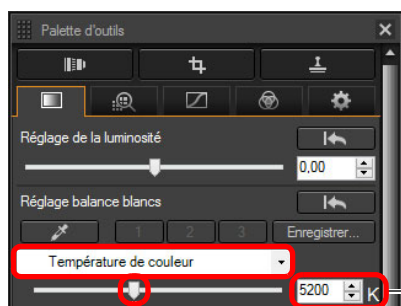 Palette d'outils
Réglage de la luminosité
0,00
Réglage balance blancs
1 2 3 Enregistrer...
Température de couleur
5200 K